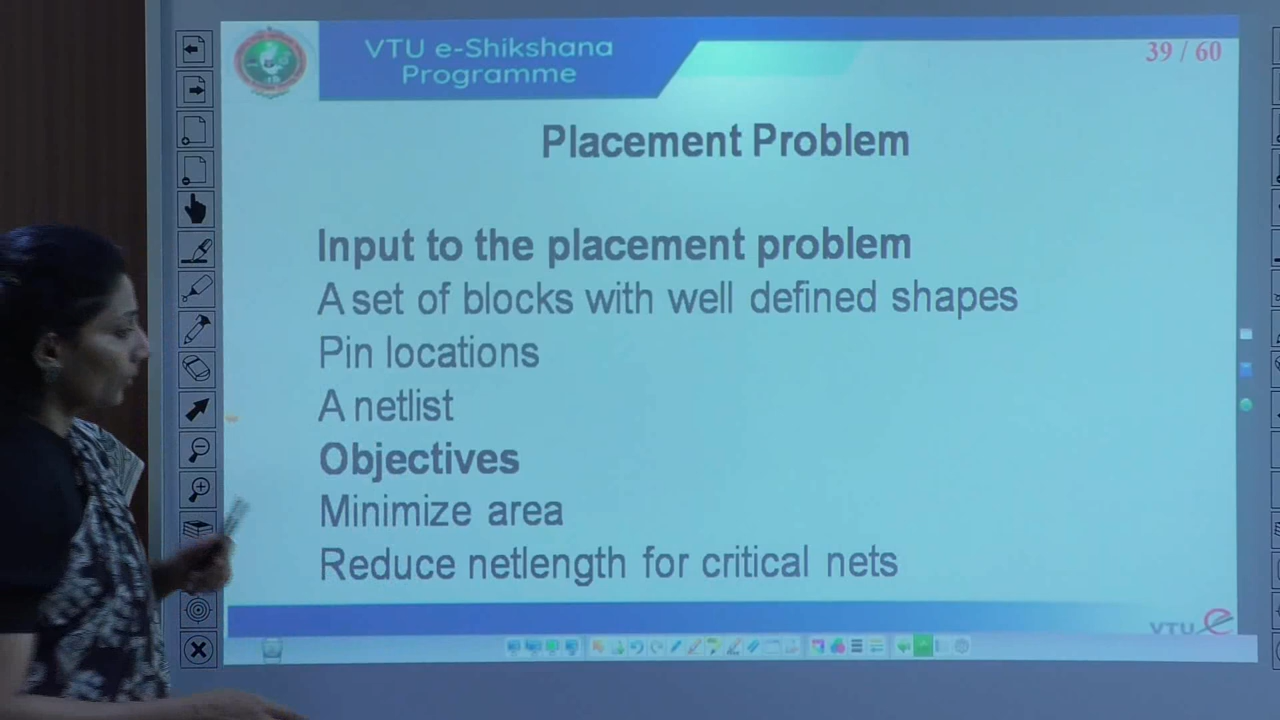 VTU e-Shikshana
Programme
39 / 60
Placement Problem
Input to the placement problem
A set of blocks with well defined shapes
Pin locations
A netlist
Objectives
Minimize area
Reduce netlength for critical nets
VTU e